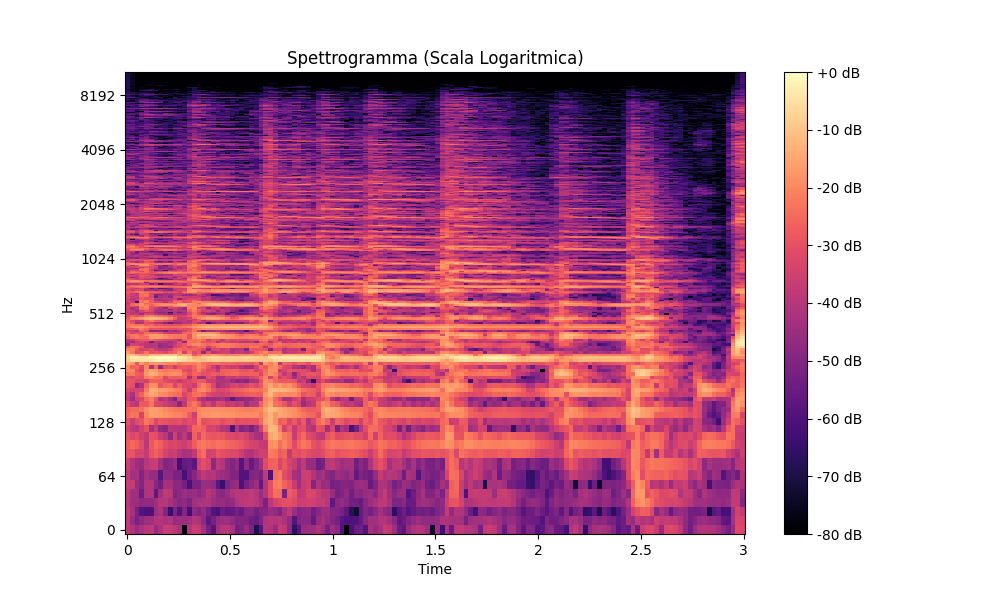 Spettrogramma (Scala Logaritmica)
Hz
8192
4096
2048
1024
512
256
128
64
0
0 0.5 1 1.5 2 2.5 3
Time
+0 dB
-10 dB
-20 dB
-30 dB
-40 dB
-50 dB
-60 dB
-70 dB
-80 dB